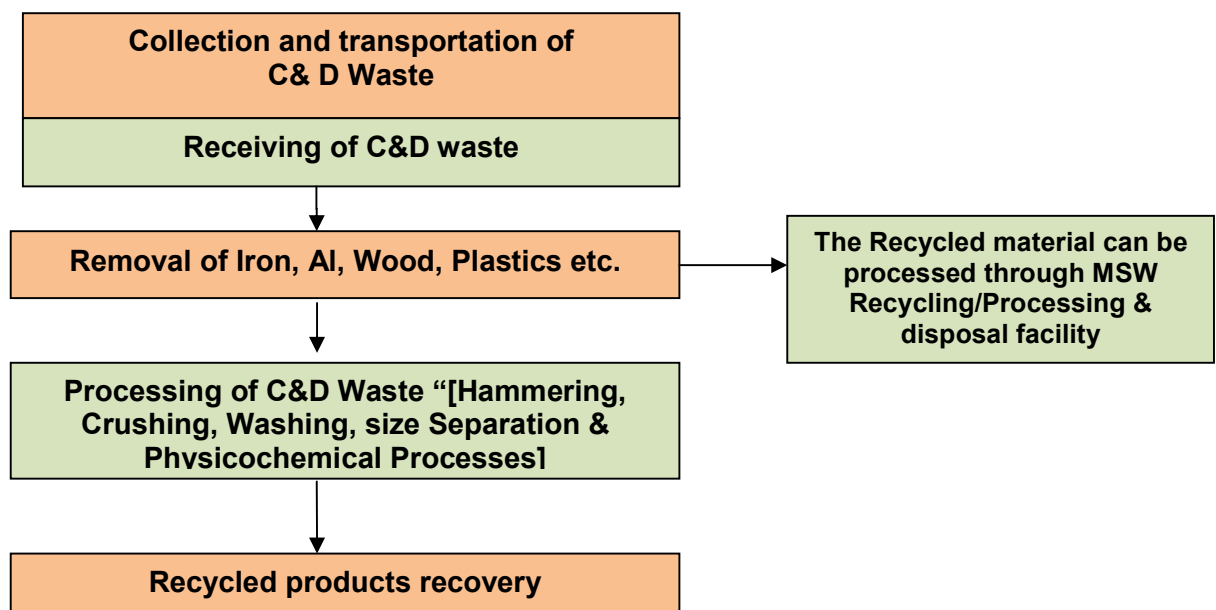 Collection and transportation of
C& D Waste
Receiving of C&D waste
Removal of Iron, Al, Wood, Plastics etc.
The Recycled material can be
processed through MSW
Recycling/Processing &
disposal facility
Processing of C&D Waste “[Hammering,
Crushing, Washing, size Separation &
Physicochemical Processes]
Recycled products recovery